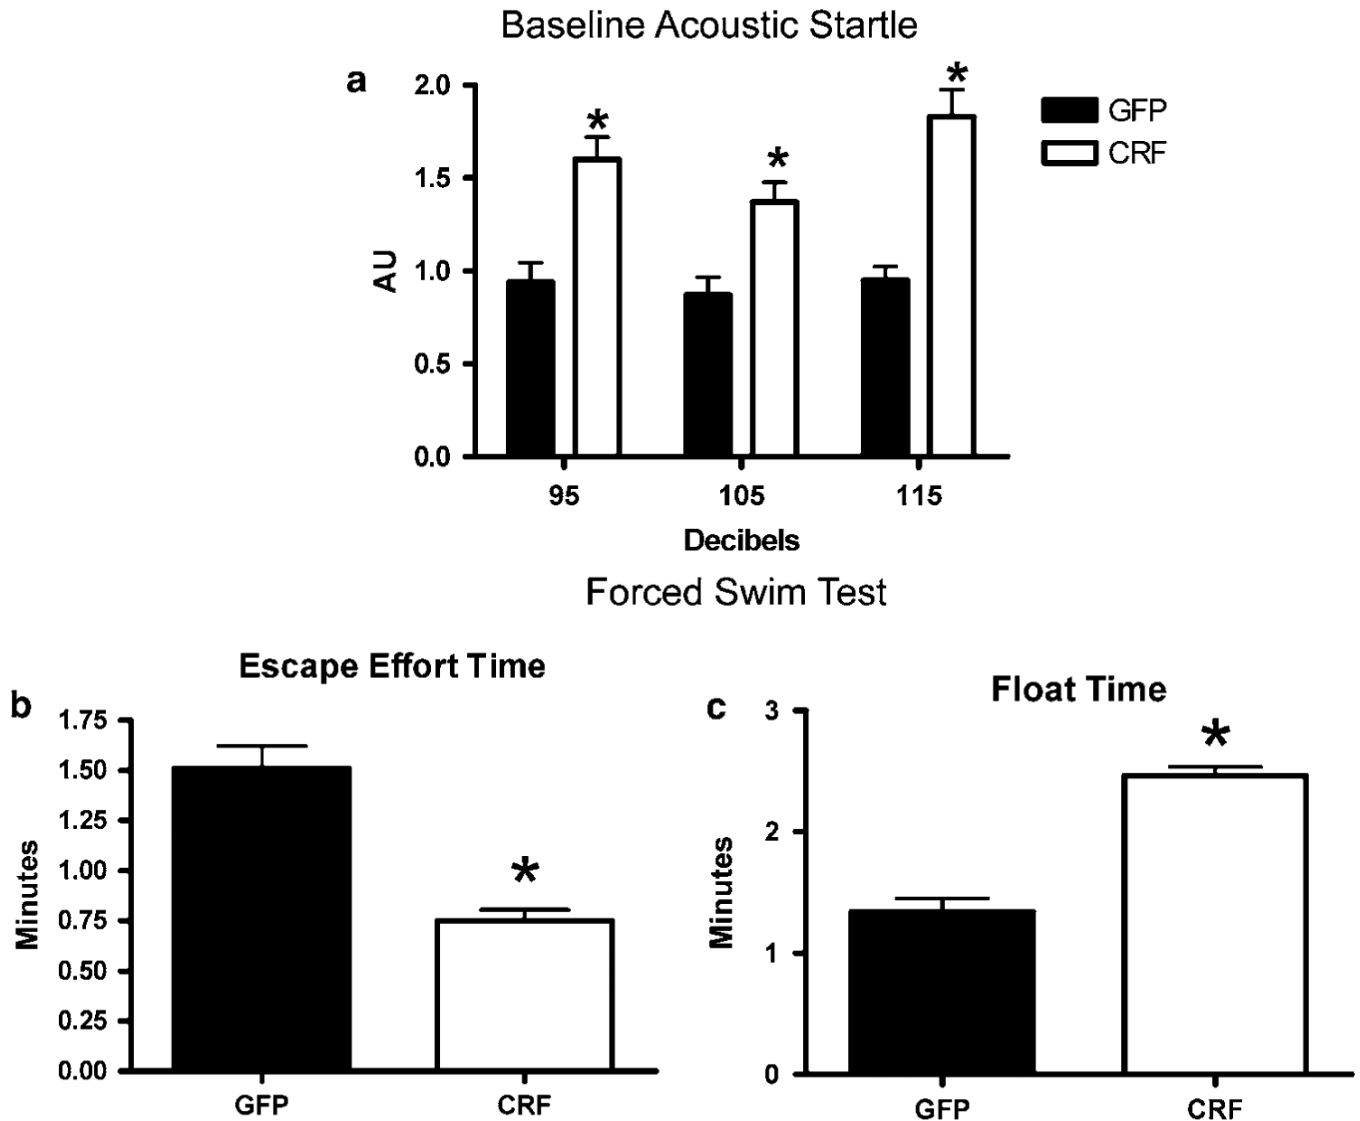 Baseline Acoustic Startle
a
2.0
1.5
1.0
0.5
0.0
AU
*
*
*
GFP
CRF
95 105 115
Decibels
Forced Swim Test
Escape Effort Time
b
1.75
1.50
1.25
1.00
0.75
0.50
0.25
0.00
Minutes
*
GFP CRF
Float Time
c
3
2
1
0
Minutes
*
GFP CRF